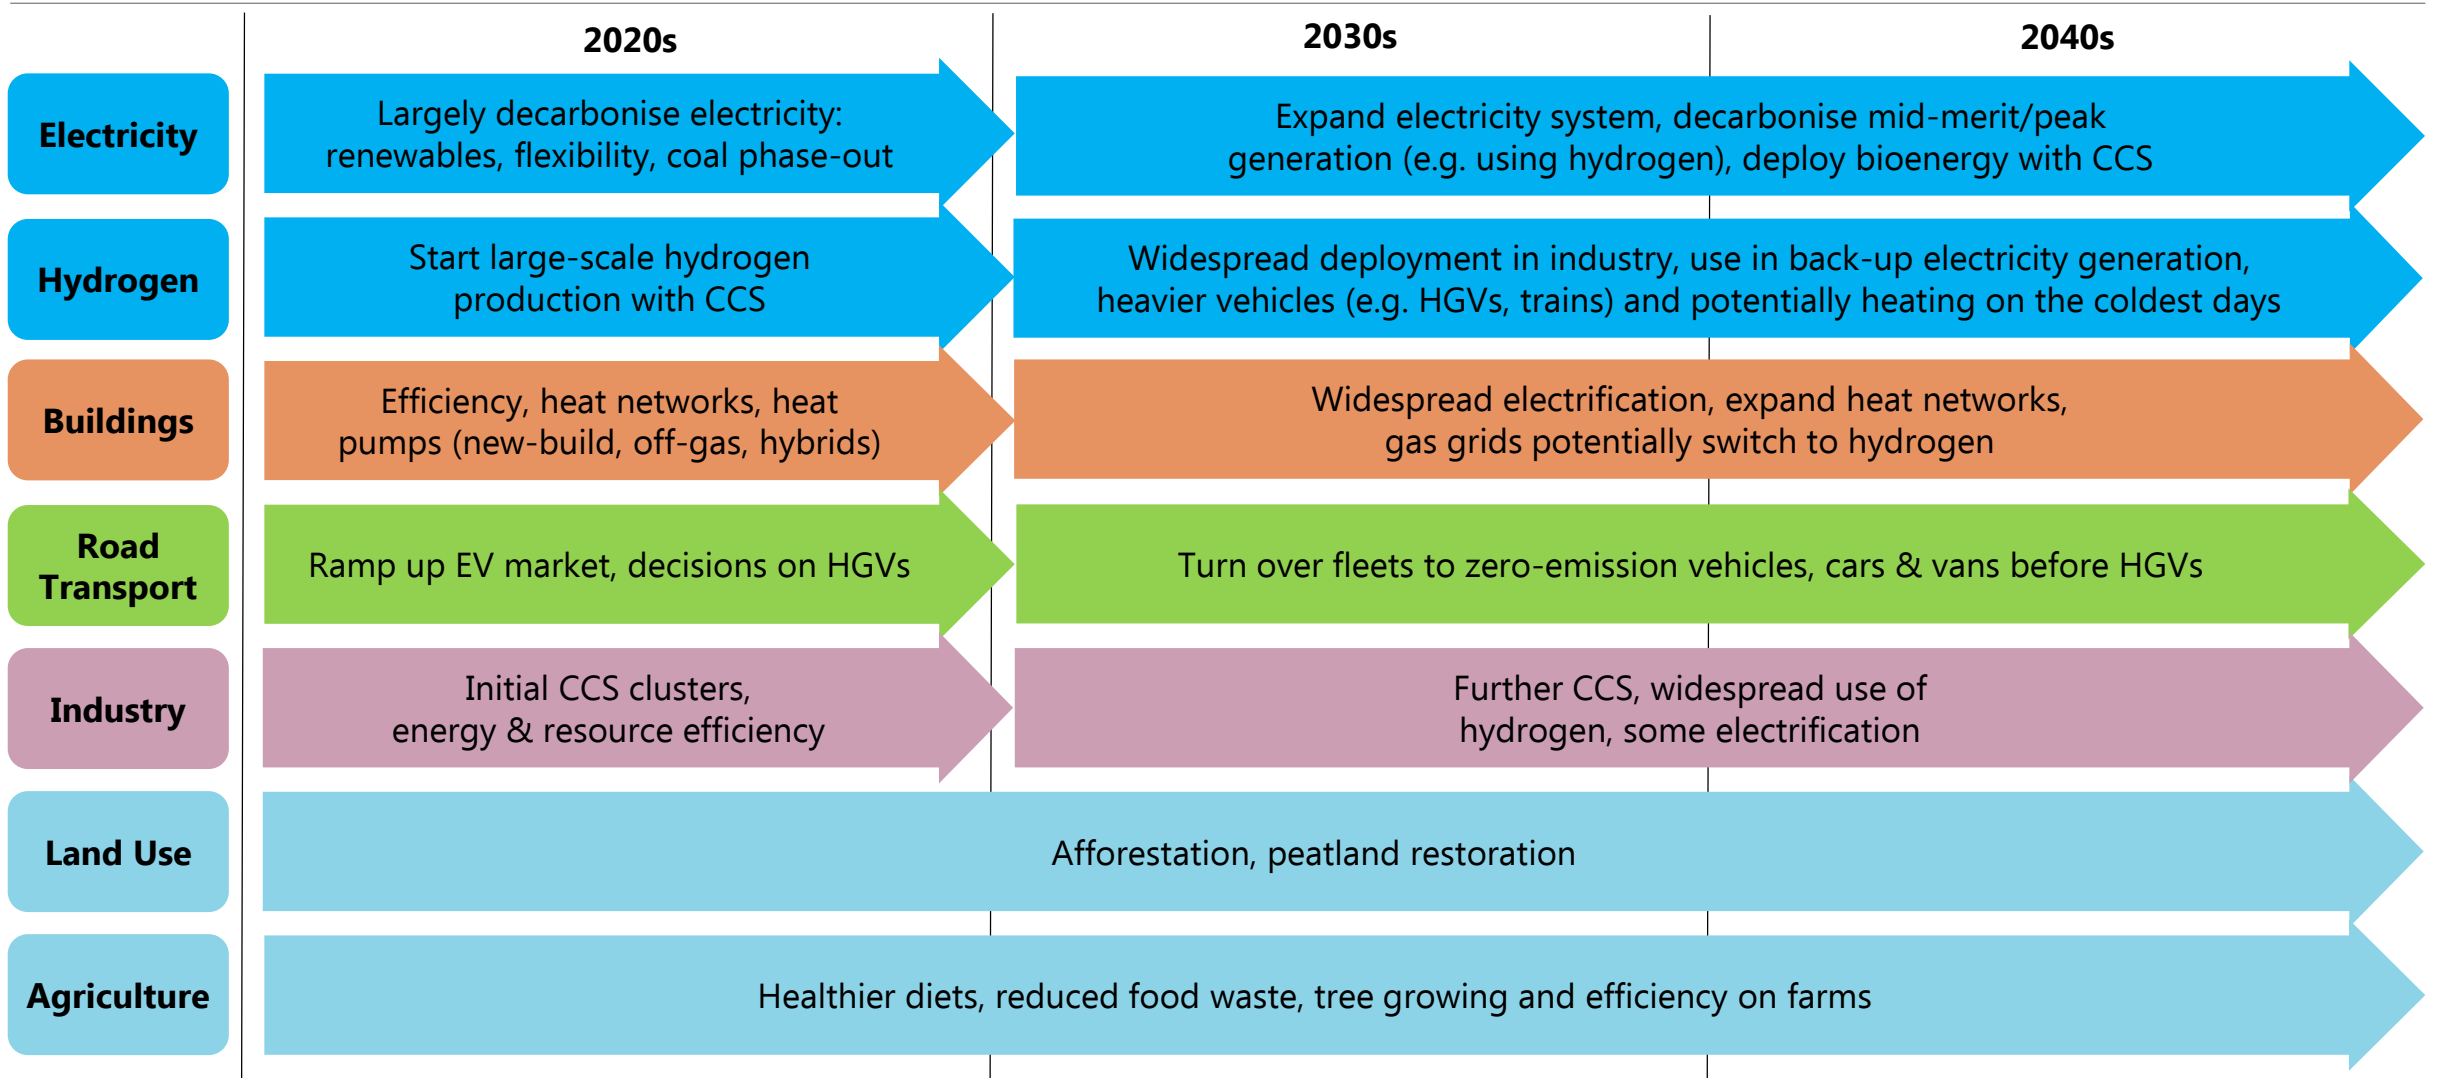 2020s
2030s
2040s
Electricity
Largely decarbonise electricity:
renewables, flexibility, coal phase-out
Expand electricity system, decarbonise mid-merit/peak
generation (e.g. using hydrogen), deploy bioenergy with CCS
Hydrogen
Start large-scale hydrogen
production with CCS
Widespread deployment in industry, use in back-up electricity generation,
heavier vehicles (e.g. HGVs, trains) and potentially heating on the coldest days
Buildings
Efficiency, heat networks, heat
pumps (new-build, off-gas, hybrids)
Widespread electrification, expand heat networks,
gas grids potentially switch to hydrogen
Road
Transport
Ramp up EV market, decisions on HGVs
Turn over fleets to zero-emission vehicles, cars & vans before HGVs
Industry
Initial CCS clusters,
energy & resource efficiency
Further CCS, widespread use of
hydrogen, some electrification
Land Use
Afforestation, peatland restoration
Agriculture
Healthier diets, reduced food waste, tree growing and efficiency on farms